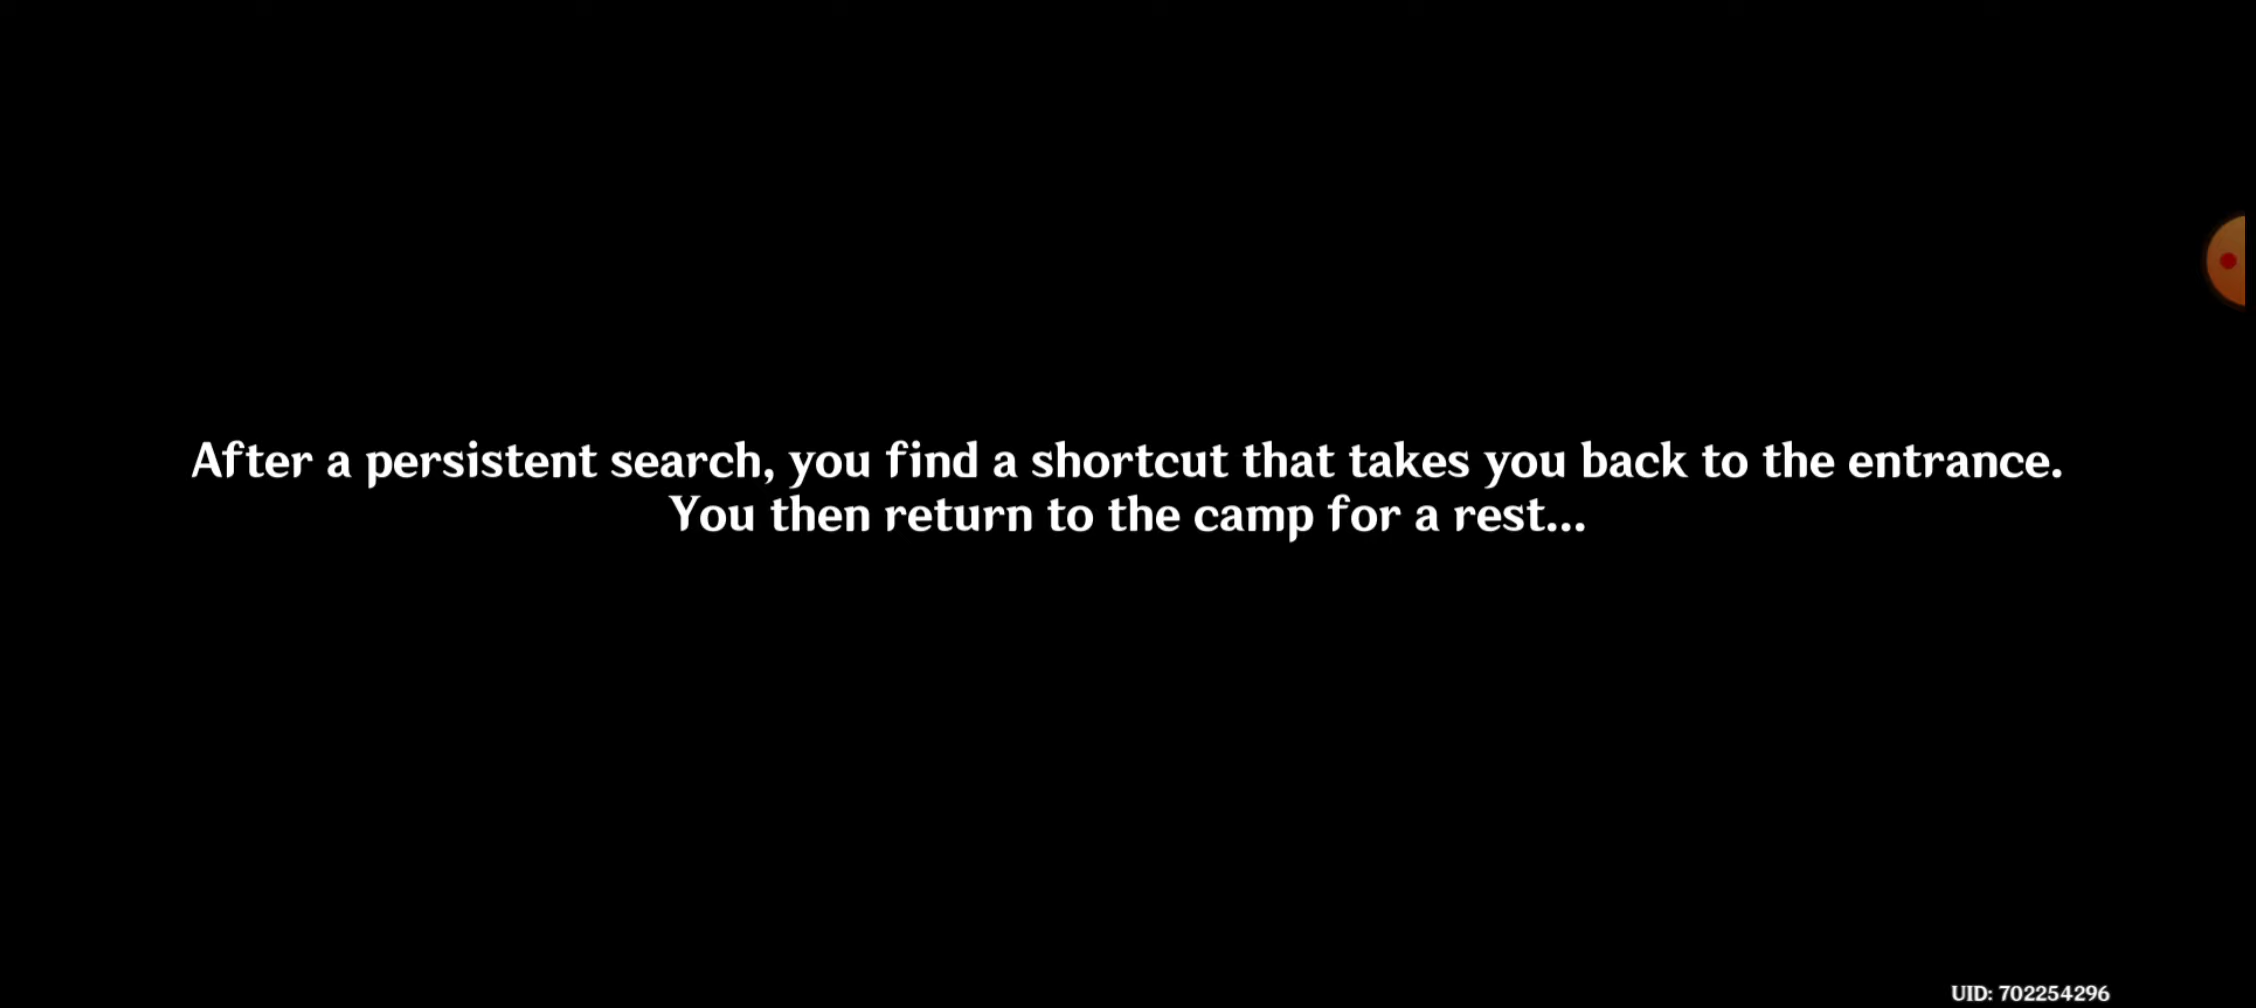 After a persistent search, you find a shortcut that takes you back to the entrance.
You then return to the camp for a rest...
UID: 702254296